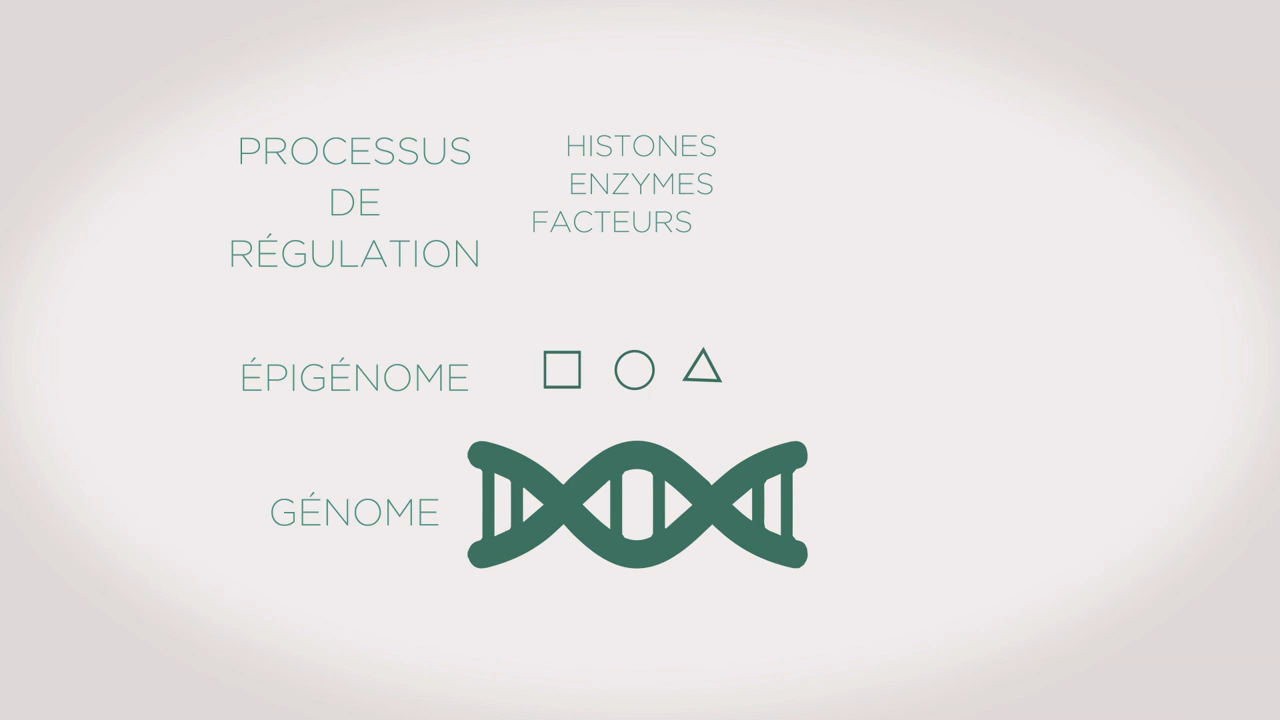 PROCESSUS
DE
RÉGULATION
HISTONES
ENZYMES
FACTEURS
ÉPIGÉNOME
GÉNOME